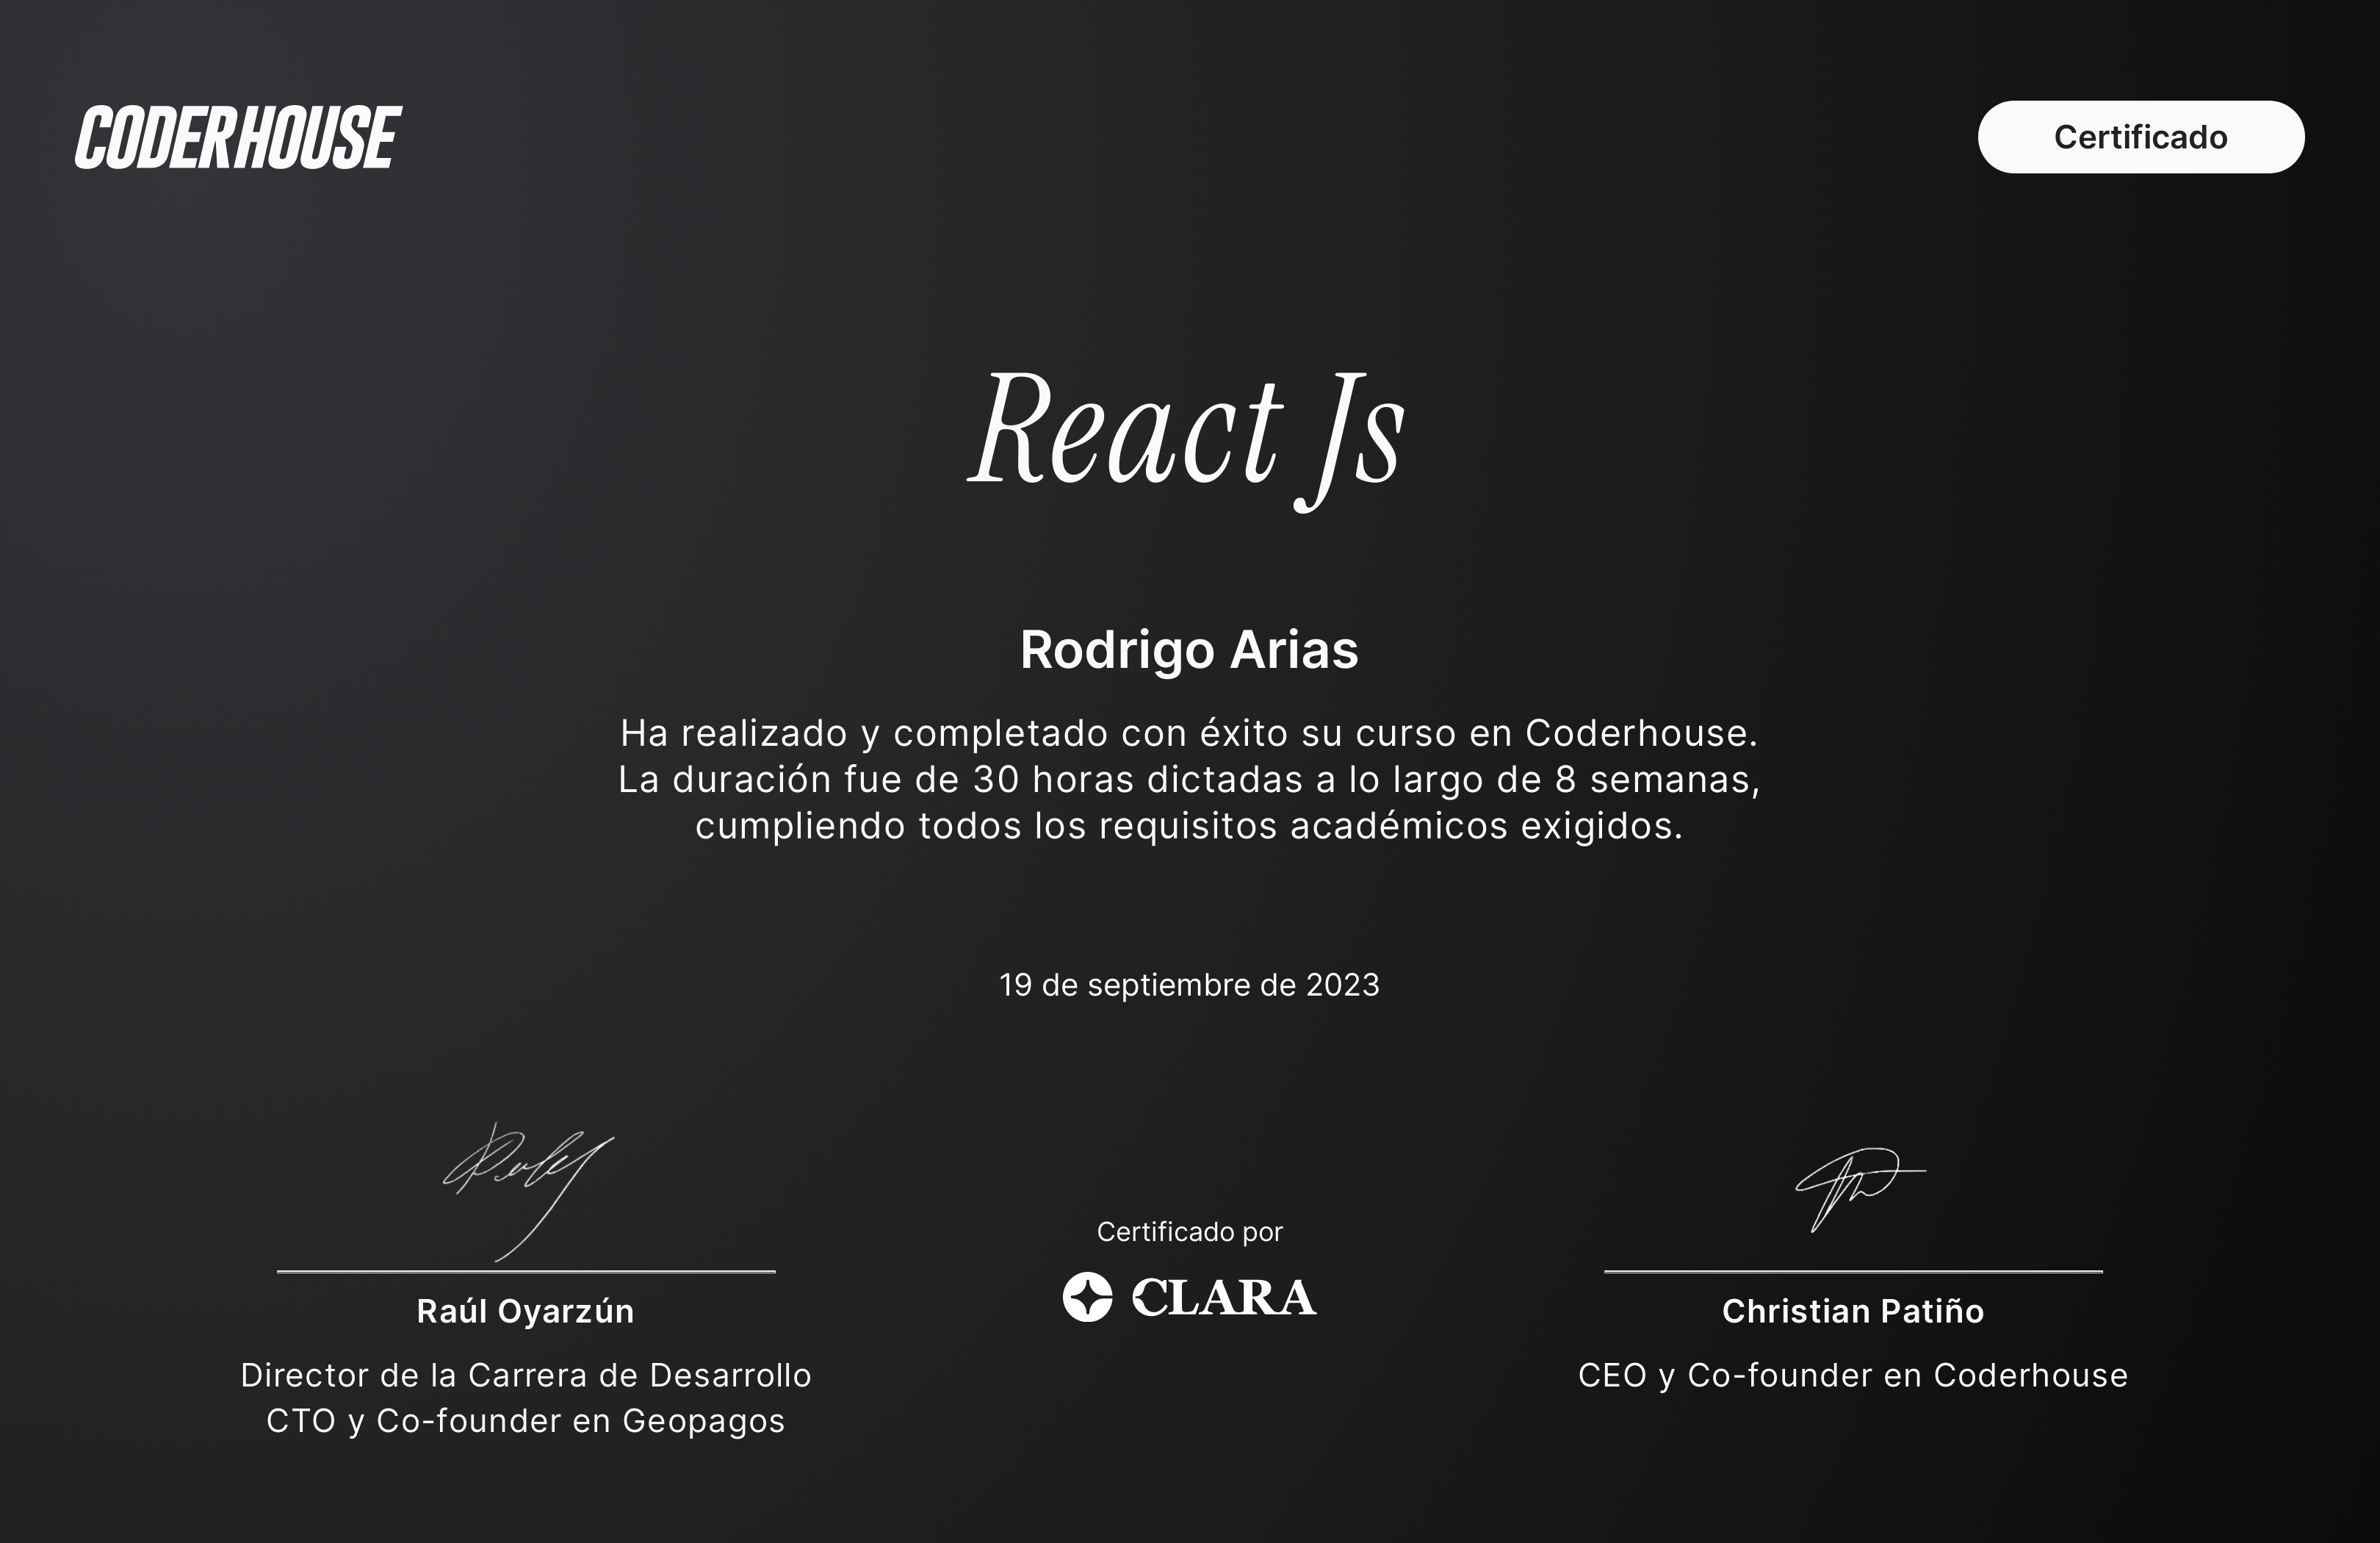 CODERHOUSE
Certificado
React Js
Rodrigo Arias
Ha realizado y completado con éxito su curso en Coderhouse.
La duración fue de 30 horas dictadas a lo largo de 8 semanas,
cumpliendo todos los requisitos académicos exigidos.
19 de septiembre de 2023
Raúl Oyarzún
Director de la Carrera de Desarrollo
CTO y Co-founder en Geopagos
Certificado por
CLARA
Christian Patiño
CEO y Co-founder en Coderhouse